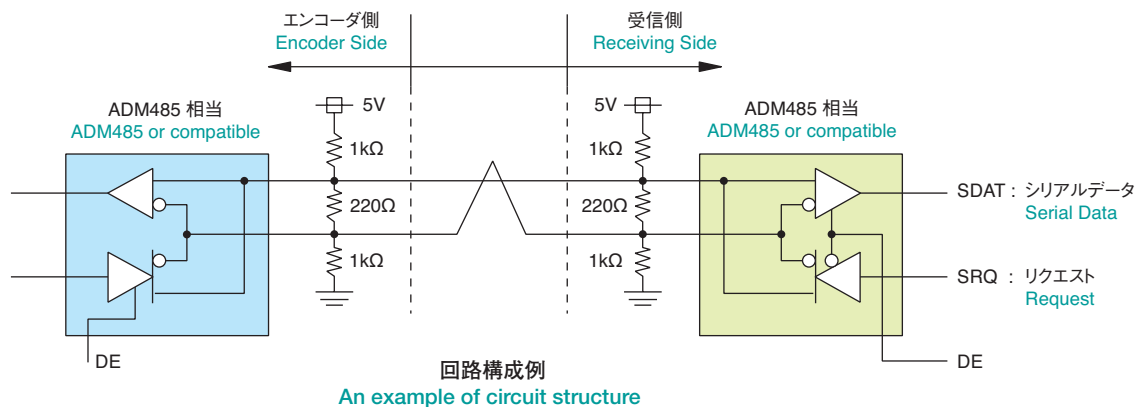 エンコーダ側
Encoder Side
受信側
Receiving Side
ADM485 相当
ADM485 or compatible
5V
1kΩ
220Ω
1kΩ
DE
5V
1kΩ
220Ω
1kΩ
ADM485 相当
ADM485 or compatible
SDAT : シリアルデータ
Serial Data
SRQ : リクエスト
Request
DE
回路構成例
An example of circuit structure